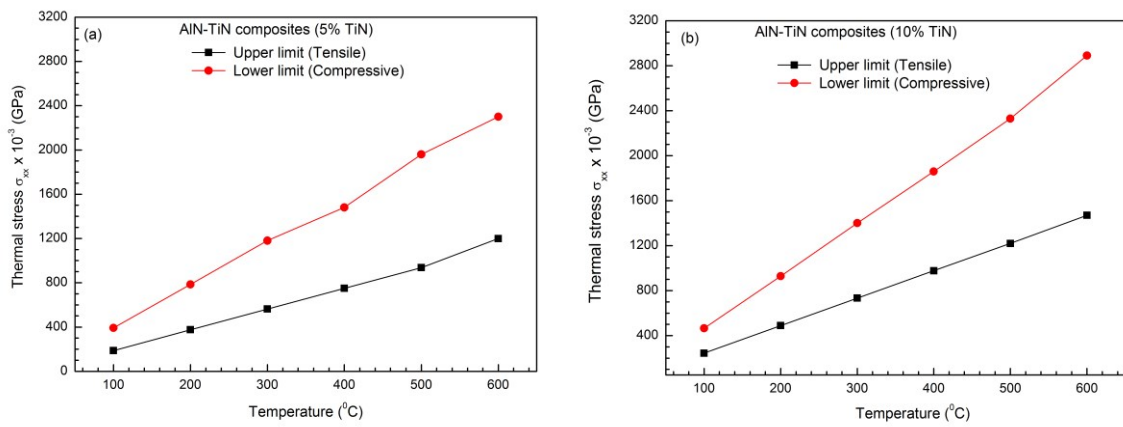 (a)
AlN-TiN composites (5% TiN)
Upper limit (Tensile)
Lower limit (Compressive)
Thermal stress σxx x 10-3 (GPa)
3200
2800
2400
2000
1600
1200
800
400
0
100 200 300 400 500 600
Temperature (0C)
(b)
AlN-TiN composites (10% TiN)
Upper limit (Tensile)
Lower limit (Compressive)
Thermal stress σxx x 10-3 (GPa)
3200
2800
2400
2000
1600
1200
800
400
100 200 300 400 500 600
Temperature (0C)